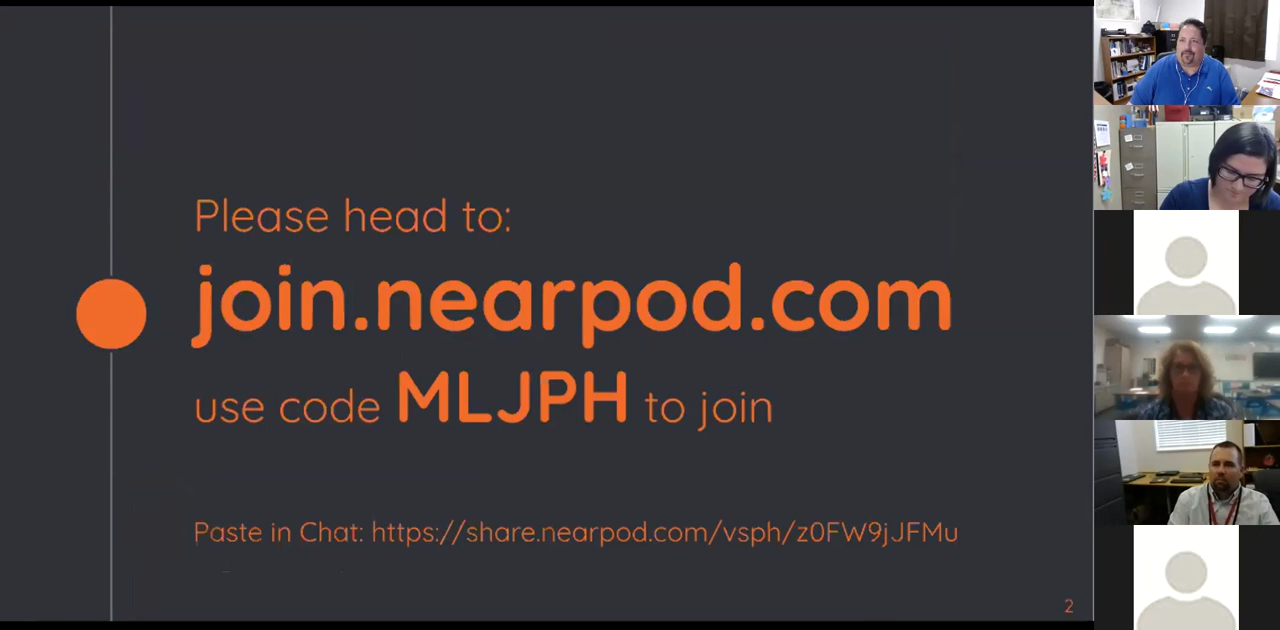 Please head to:
join.nearpod.com
use code MLJPH to join
Paste in Chat: https://share.nearpod.com/vsph/z0FW9jJFMu
2